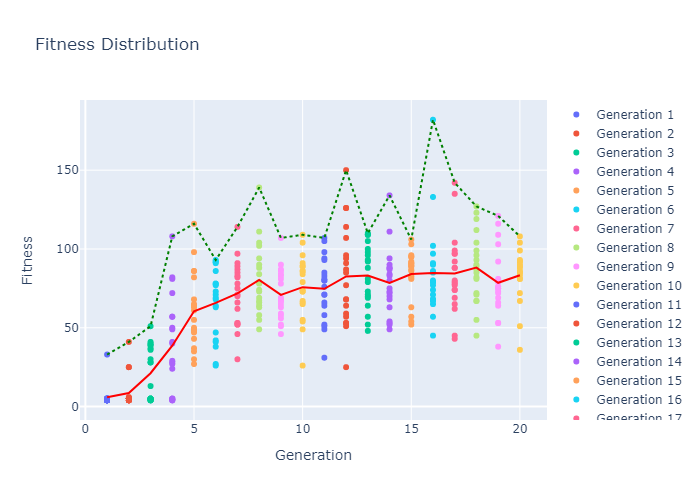 Fitness Distribution
Fitness
150
100
50
0
0 5 10 15 20
Generation
Generation 1
Generation 2
Generation 3
Generation 4
Generation 5
Generation 6
Generation 7
Generation 8
Generation 9
Generation 10
Generation 11
Generation 12
Generation 13
Generation 14
Generation 15
Generation 16
Generation 17